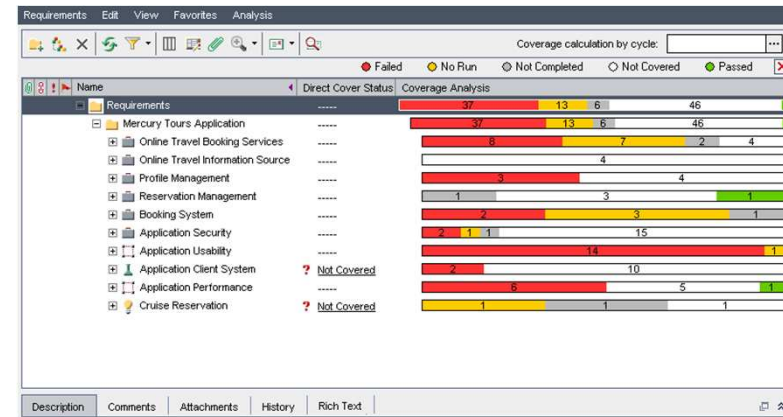 Requirements Edit View Favorites Analysis
Coverage calculation by cycle:
Failed No Run Not Completed Not Covered Passed
Name Direct Cover Status Coverage Analysis
Requirements ----- 37 13 6 46
Mercury Tours Application ----- 37 13 6 46
Online Travel Booking Services ----- 8 7 2 4
Online Travel Information Source ----- 4
Profile Management ----- 3 4
Reservation Management ----- 1 3 1
Booking System ----- 2 3 1
Application Security ----- 2 1 1 15
Application Usability ----- 14 1
Application Client System ? Not Covered 2 10
Application Performance ----- 6 5 1
Cruise Reservation ? Not Covered 1 1 1
Description Comments Attachments History Rich Text